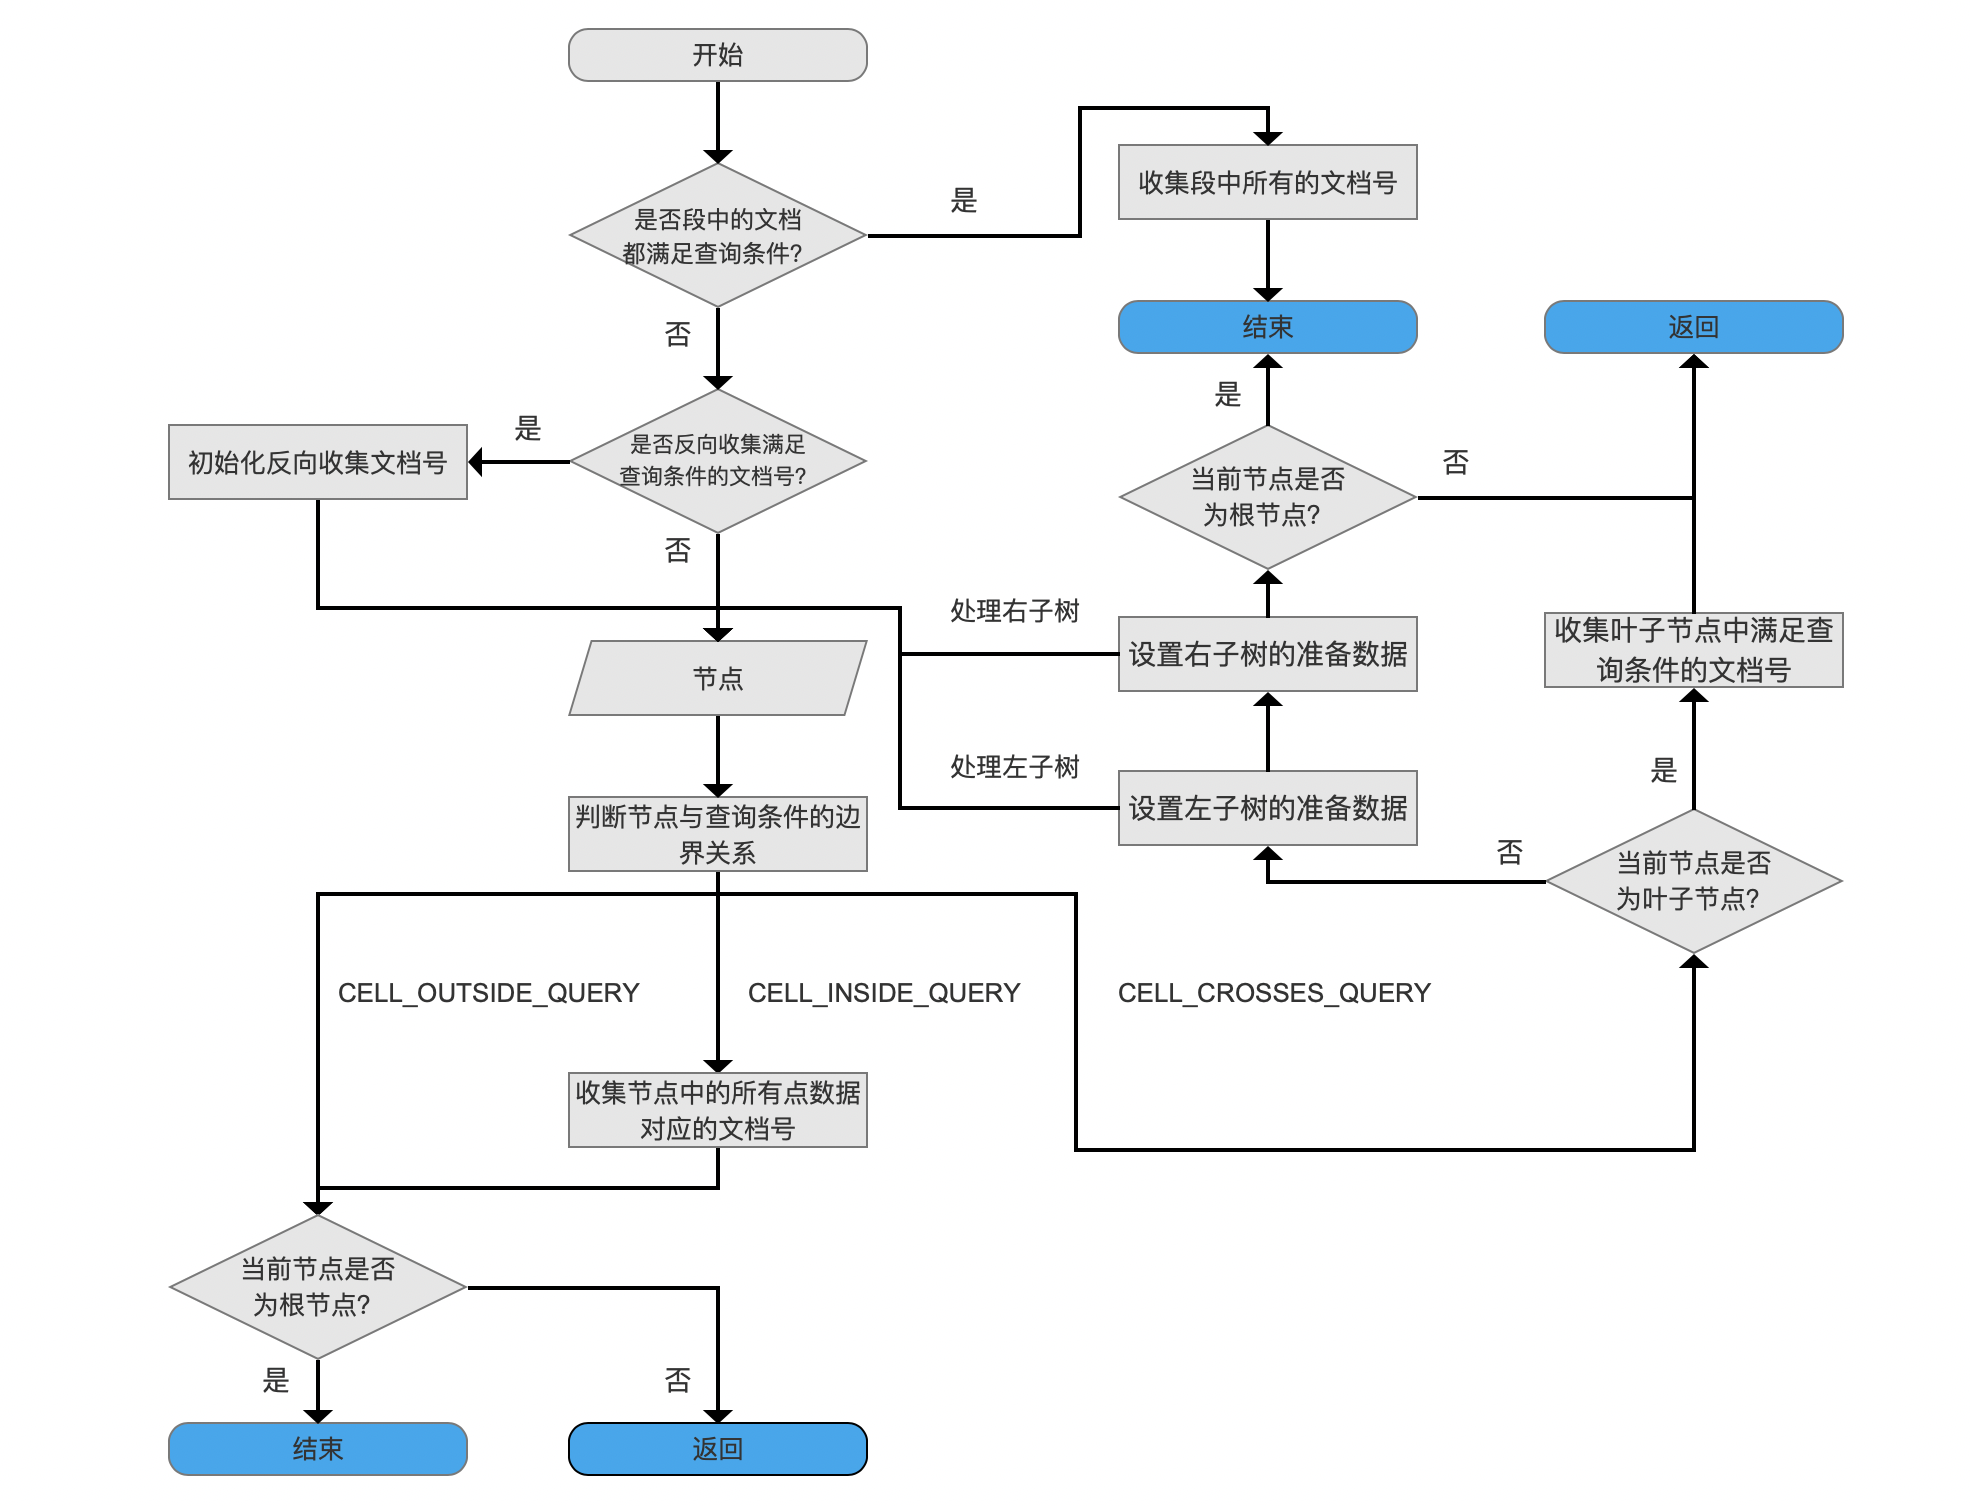 开始
是否段中的文档
都满足查询条件?
是
收集段中所有的文档号
结束
返回
否
是否反向收集满足
查询条件的文档号?
是
初始化反向收集文档号
否
是
当前节点是否
为根节点?
否
节点
处理右子树
设置右子树的准备数据
收集叶子节点中满足查
询条件的文档号
处理左子树
设置左子树的准备数据
是
否
当前节点是否
为叶子节点?
判断节点与查询条件的边
界关系
CELL_OUTSIDE_QUERY
CELL_INSIDE_QUERY
CELL_CROSSES_QUERY
收集节点中的所有点数据
对应的文档号
当前节点是否
为根节点?
是
否
结束
返回